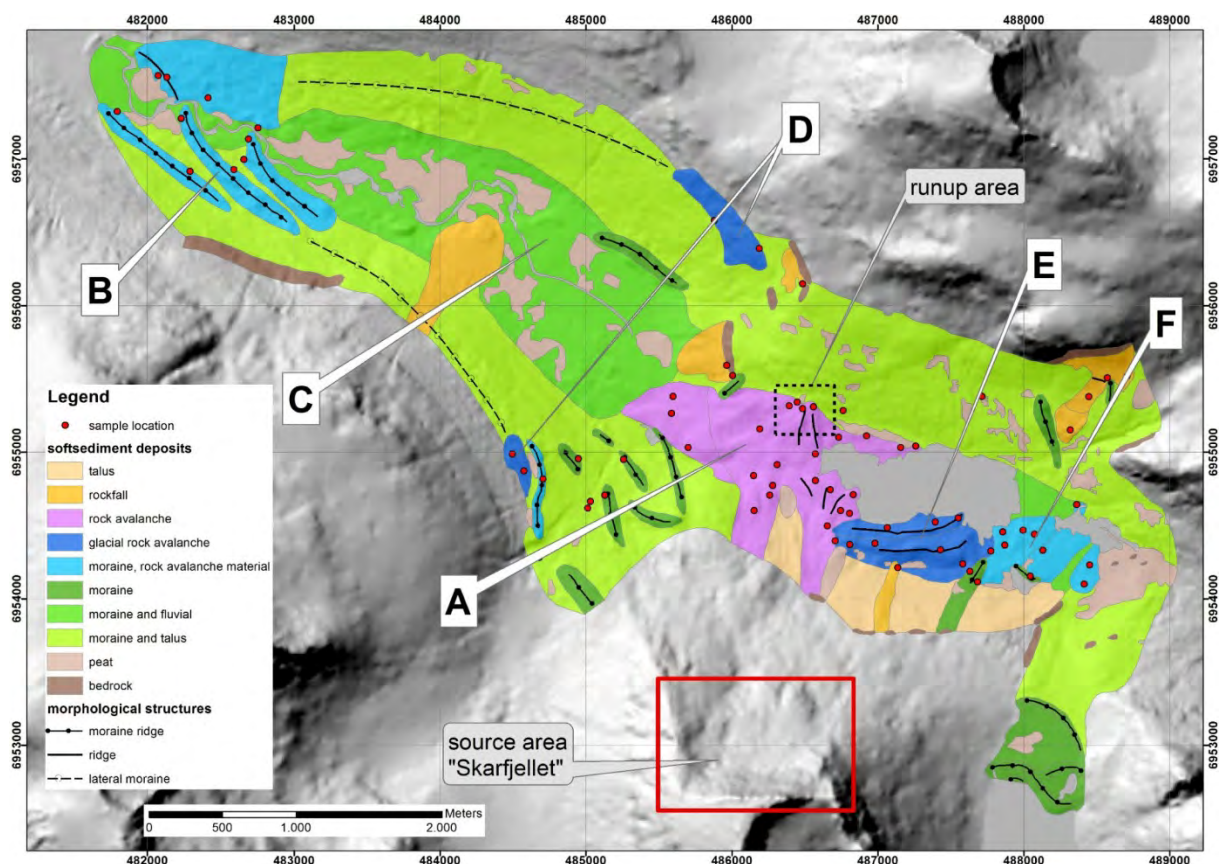 482000 483000 484000 485000 486000 487000 488000 489000
6957000
6956000
6955000
6954000
6953000
6957000
6956000
6955000
6954000
6953000
D
runup area
E
B
F
C
A
source area
"Skarfjellet"
Legend
sample location
softsediment deposits
talus
rockfall
rock avalanche
glacial rock avalanche
moraine, rock avalanche material
moraine
moraine and fluvial
moraine and talus
peat
bedrock
morphological structures
moraine ridge
ridge
lateral moraine
Meters
0 500 1.000 2.000
482000 483000 484000 485000 486000 487000 488000 489000